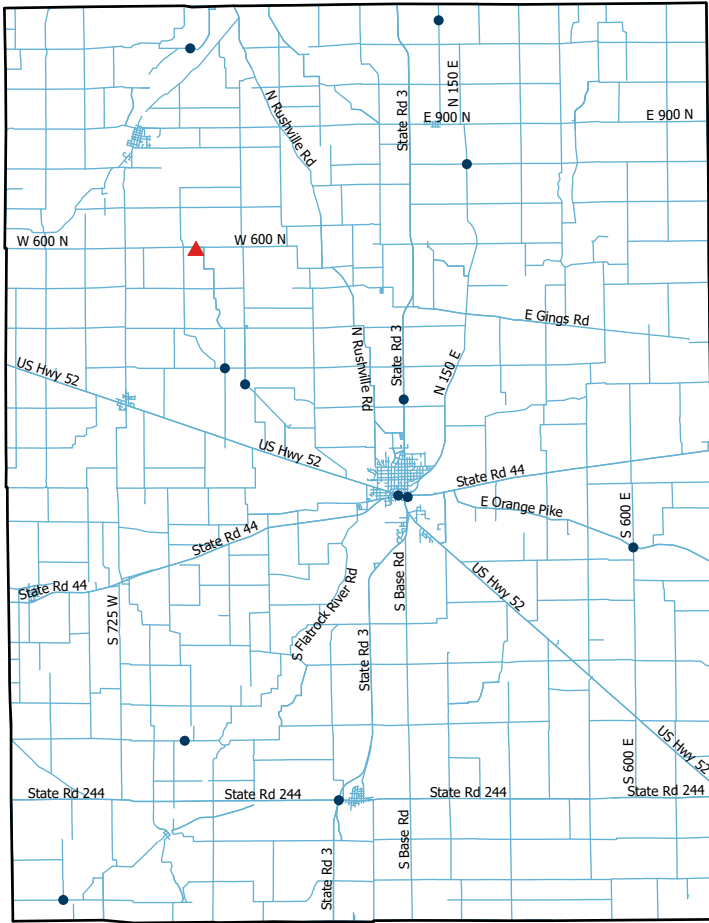 N 150 E
State Rd 3
N Rushville Rd
E 900 N
E 900 N
W 600 N
W 600 N
E Gings Rd
N Rushville Rd
State Rd 3
N 150 E
US Hwy 52
US Hwy 52
State Rd 44
E Orange Pike
S 600 E
State Rd 44
State Rd 44
S 725 W
S Flatrock River Rd
S Base Rd
US Hwy 52
State Rd 3
US Hwy 52
S 600 E
State Rd 244
State Rd 244
State Rd 244
State Rd 244
S Base Rd
State Rd 3